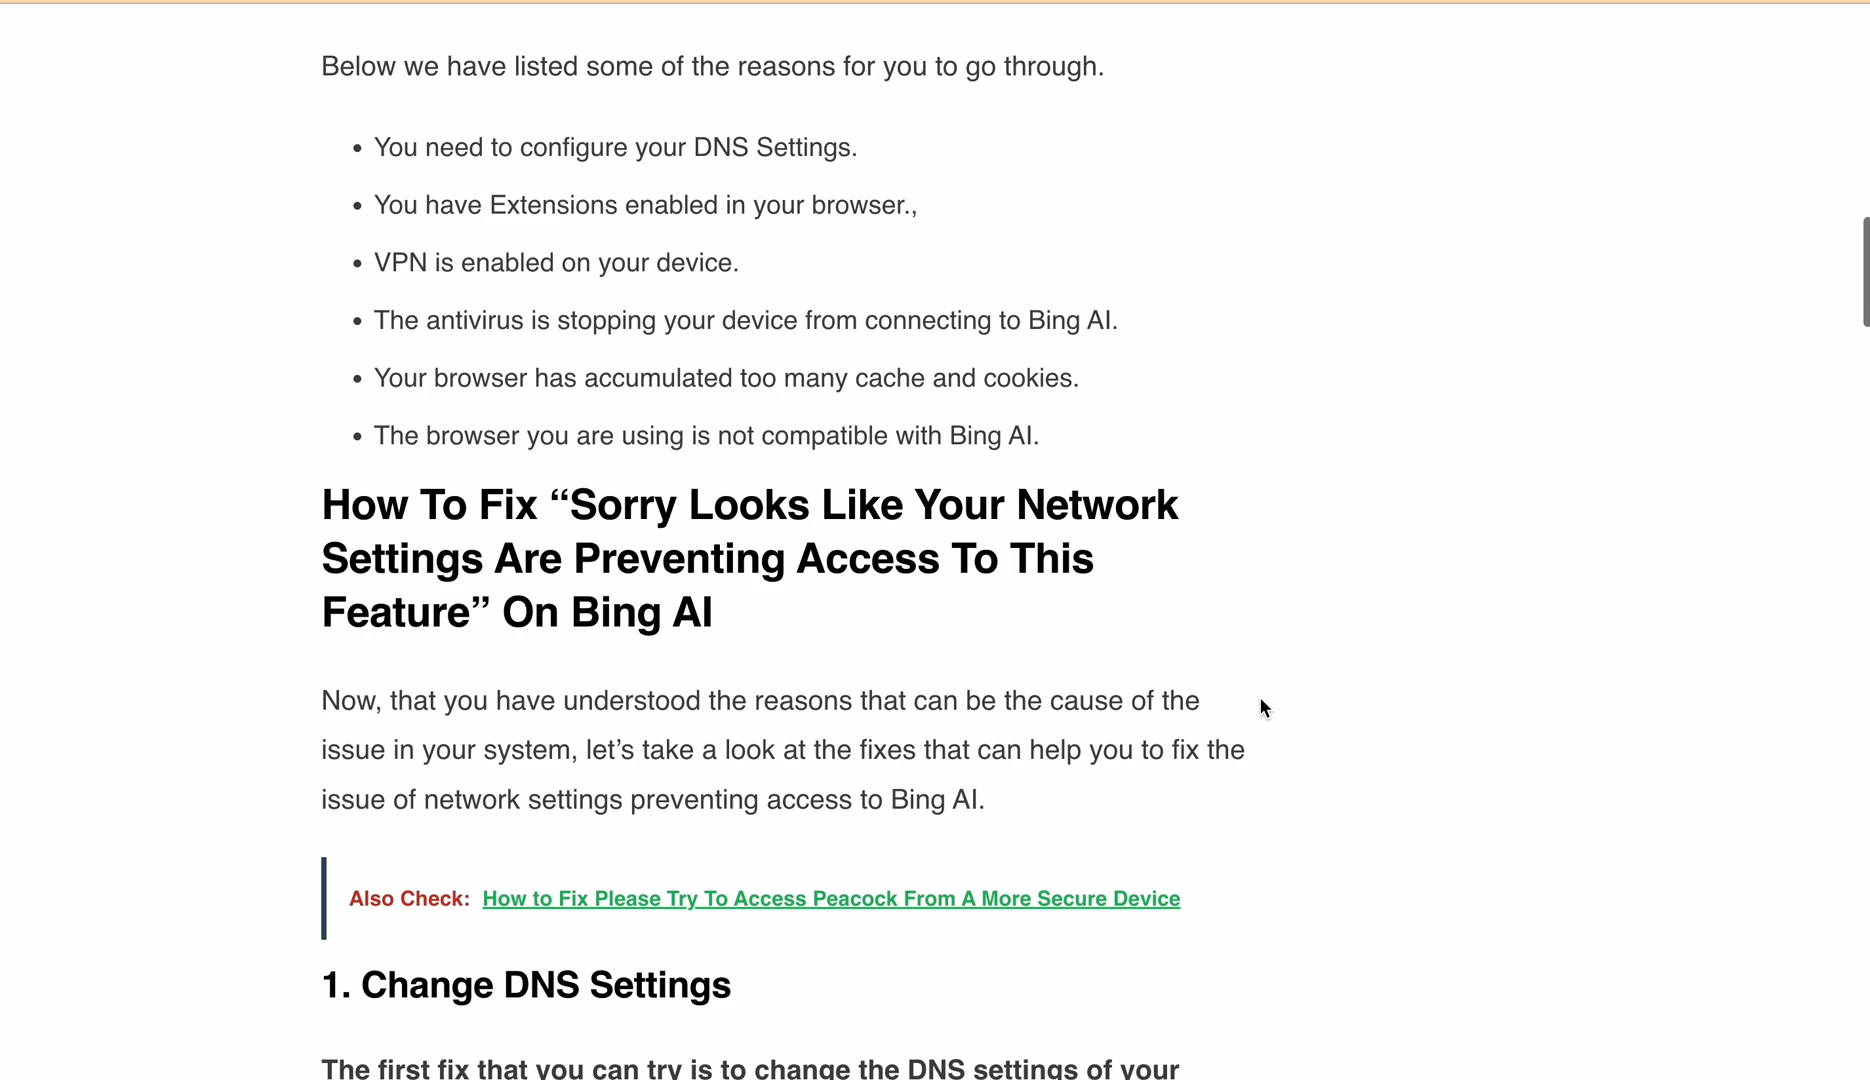 Below we have listed some of the reasons for you to go through.
• You need to configure your DNS Settings.
• You have Extensions enabled in your browser.,
• VPN is enabled on your device.
• The antivirus is stopping your device from connecting to Bing AI.
• Your browser has accumulated too many cache and cookies.
• The browser you are using is not compatible with Bing AI.
How To Fix “Sorry Looks Like Your Network
Settings Are Preventing Access To This
Feature” On Bing AI
Now, that you have understood the reasons that can be the cause of the
issue in your system, let’s take a look at the fixes that can help you to fix the
issue of network settings preventing access to Bing AI.
Also Check: How to Fix Please Try To Access Peacock From A More Secure Device
1. Change DNS Settings
The first fix that you can try is to change the DNS settings of your